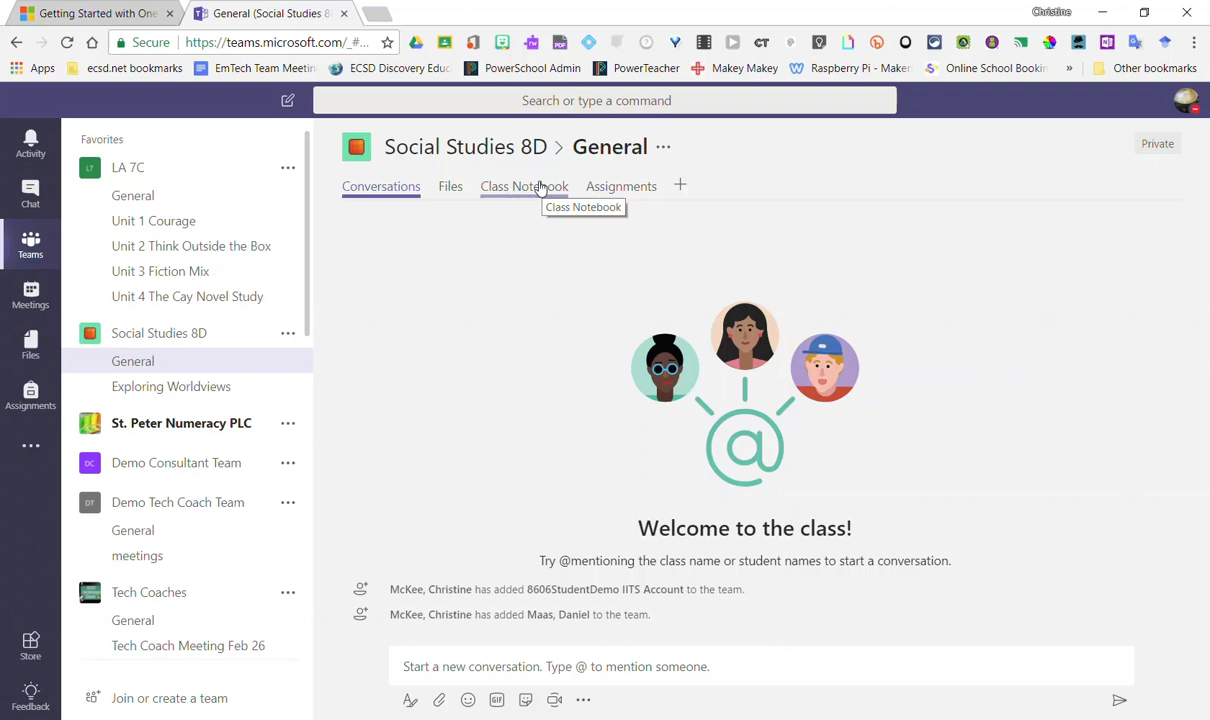 Getting Started with One
General (Social Studies 8
Christine
Secure https://teams.microsoft.com/_#...
Apps ecsd.net bookmarks EmTech Team Meetin ECSD Discovery Educ PowerSchool Admin PowerTeacher Makey Makey Raspberry Pi - Maker Online School Bookin » Other bookmarks
Search or type a command
Activity
Chat
Teams
Meetings
Files
Assignments
Store
Feedback
Favorites
L7 LA 7C
General
Unit 1 Courage
Unit 2 Think Outside the Box
Unit 3 Fiction Mix
Unit 4 The Cay Novel Study
Social Studies 8D
General
Exploring Worldviews
St. Peter Numeracy PLC
DC Demo Consultant Team
DT Demo Tech Coach Team
General
meetings
Tech Coaches
General
Tech Coach Meeting Feb 26
Join or create a team
Social Studies 8D > General ···
Private
Conversations Files Class Notebook Assignments +
Class Notebook
@
Welcome to the class!
Try @mentioning the class name or student names to start a conversation.
McKee, Christine has added 8606StudentDemo IITS Account to the team.
McKee, Christine has added Maas, Daniel to the team.
Start a new conversation. Type @ to mention someone.
GIF